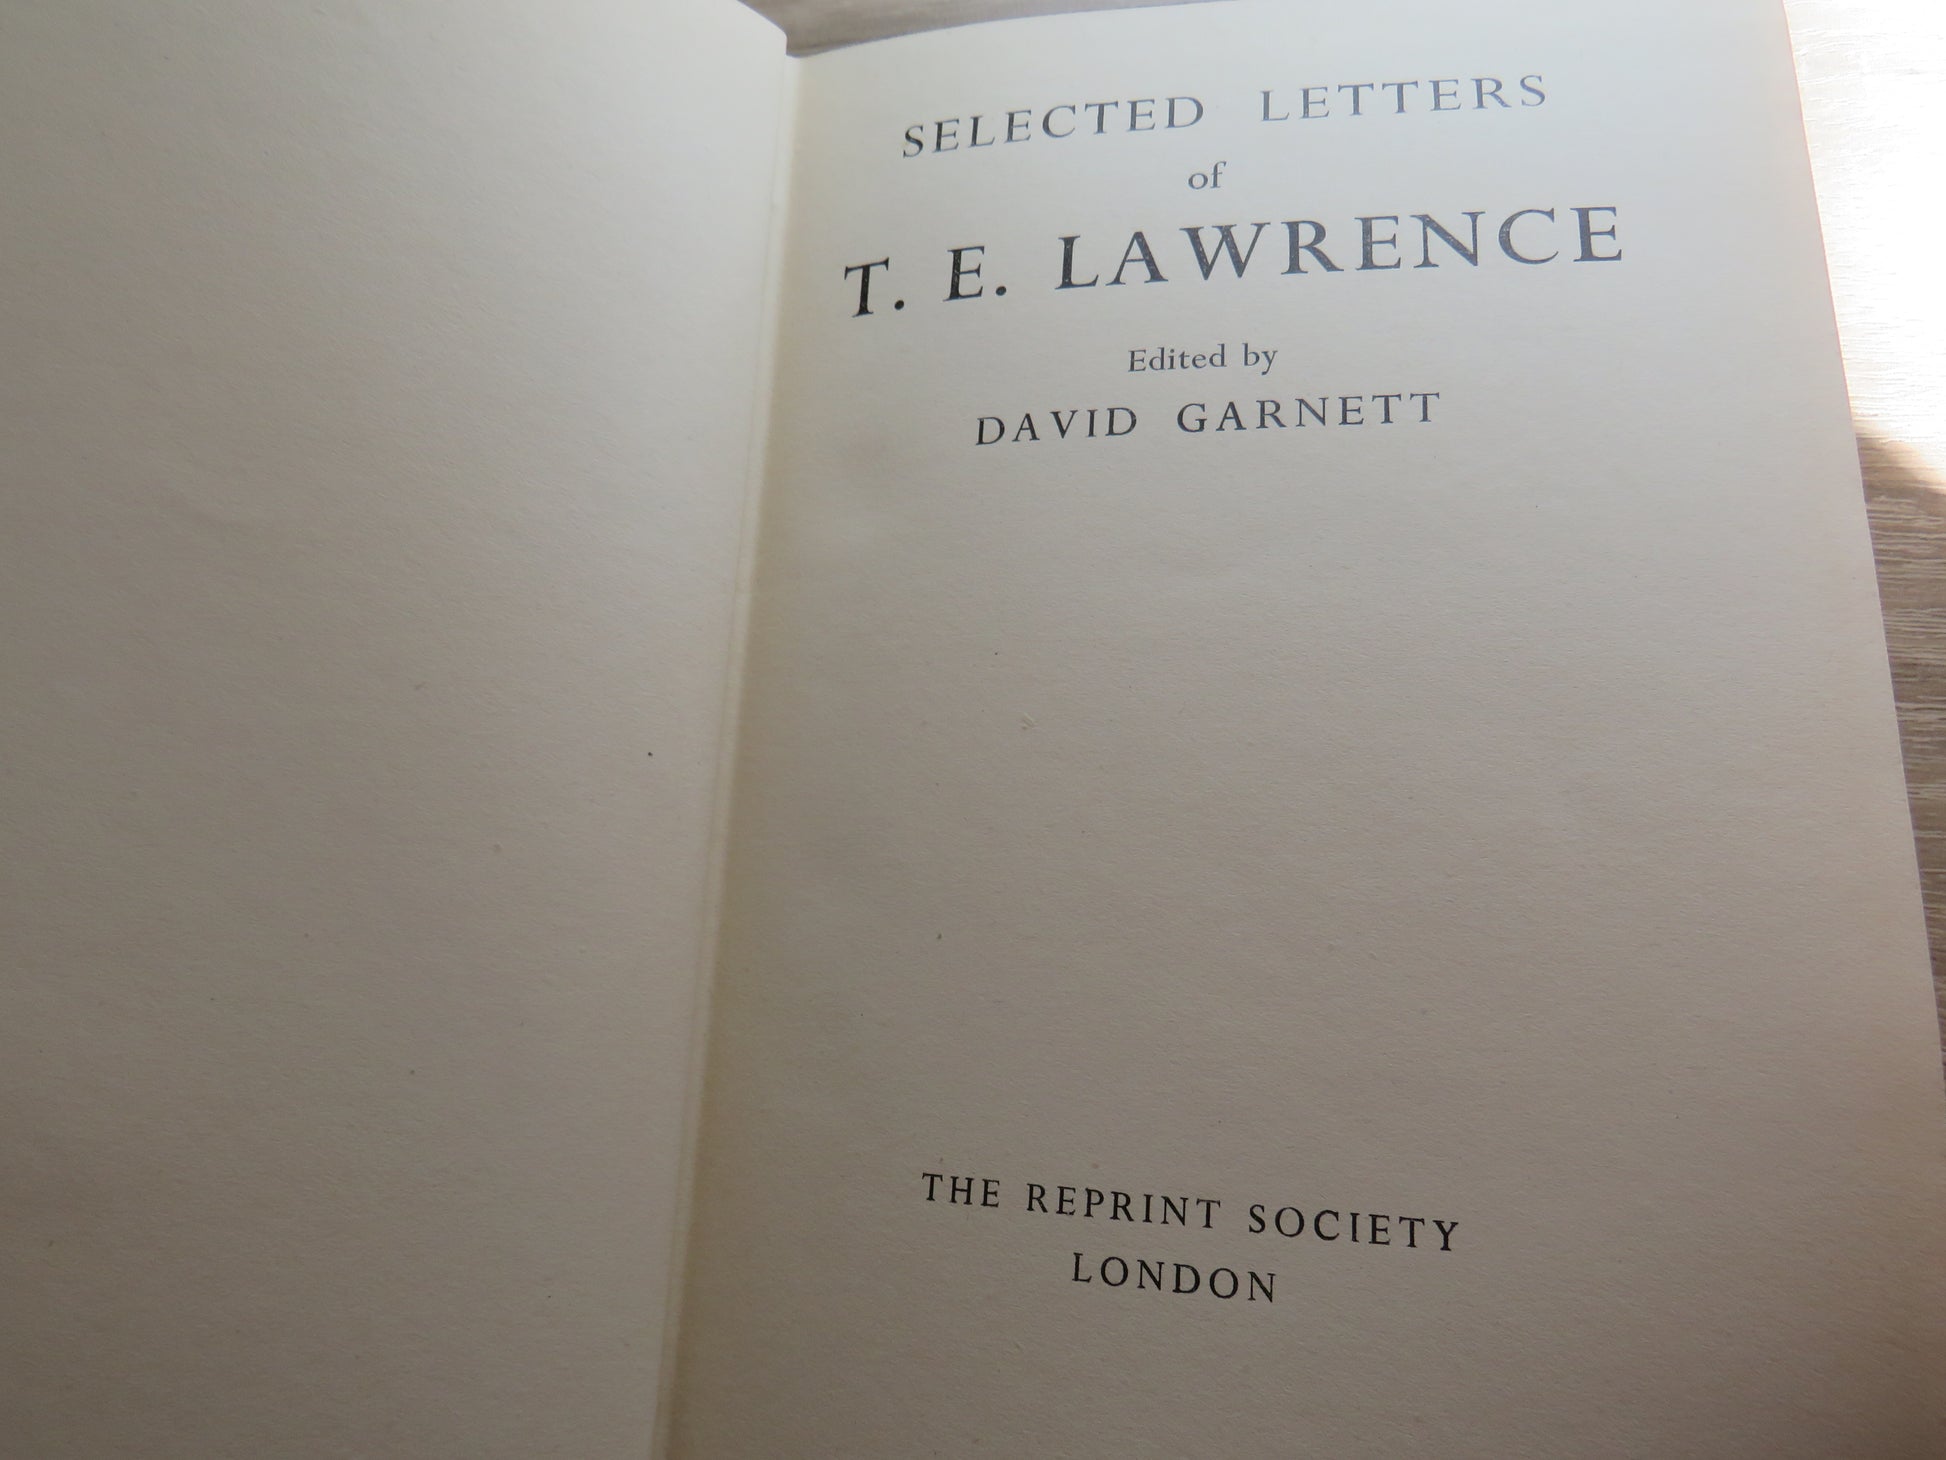 SELECTED LETTERS
of
T. E. LAWRENCE
Edited by
DAVID GARNETT
THE REPRINT SOCIETY
LONDON